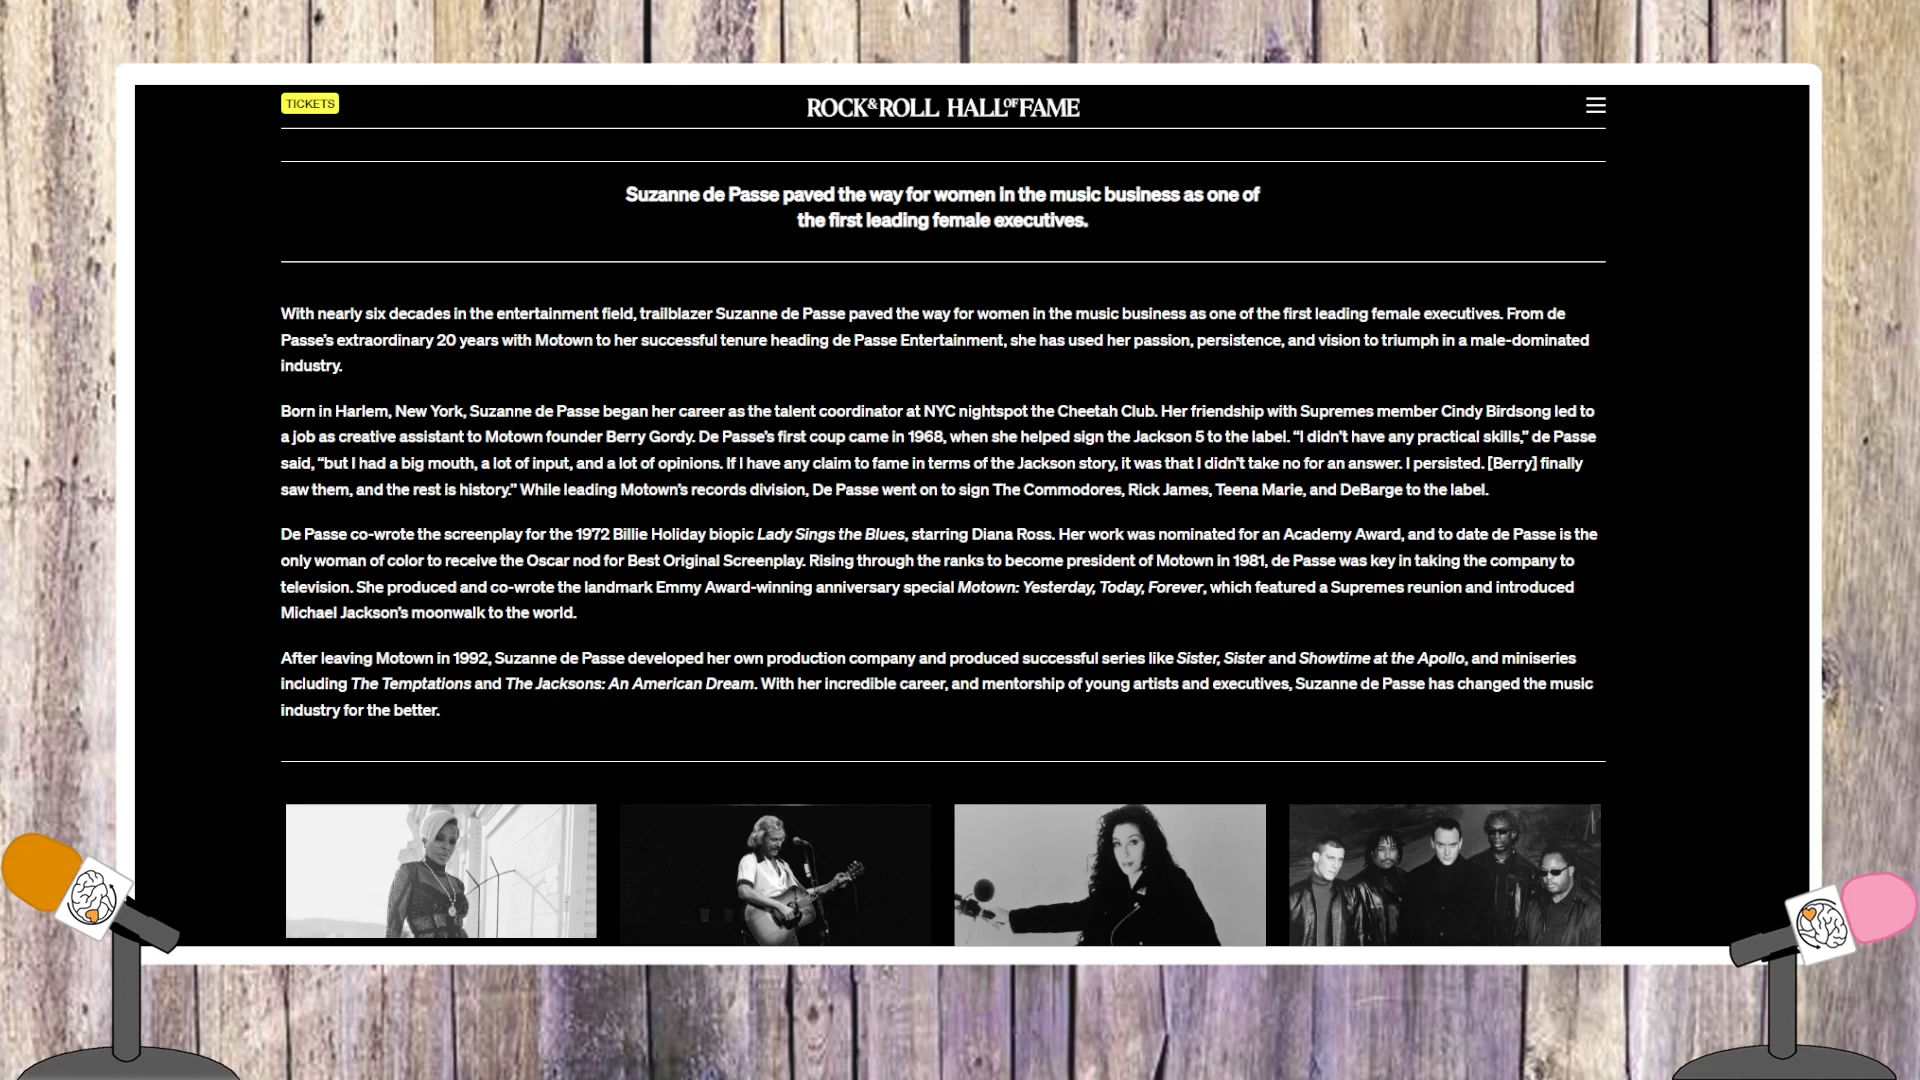 TICKETS
ROCK&ROLL HALL OF FAME
Suzanne de Passe paved the way for women in the music business as one of
the first leading female executives.
With nearly six decades in the entertainment field, trailblazer Suzanne de Passe paved the way for women in the music business as one of the first leading female executives. From de
Passe’s extraordinary 20 years with Motown to her successful tenure heading de Passe Entertainment, she has used her passion, persistence, and vision to triumph in a male-dominated
industry.
Born in Harlem, New York, Suzanne de Passe began her career as the talent coordinator at NYC nightspot the Cheetah Club. Her friendship with Supremes member Cindy Birdsong led to
a job as creative assistant to Motown founder Berry Gordy. De Passe’s first coup came in 1968, when she helped sign the Jackson 5 to the label. “I didn’t have any practical skills,” de Passe
said, “but I had a big mouth, a lot of input, and a lot of opinions. If I have any claim to fame in terms of the Jackson story, it was that I didn’t take no for an answer. I persisted. [Berry] finally
saw them, and the rest is history.” While leading Motown’s records division, De Passe went on to sign The Commodores, Rick James, Teena Marie, and DeBarge to the label.
De Passe co-wrote the screenplay for the 1972 Billie Holiday biopic Lady Sings the Blues, starring Diana Ross. Her work was nominated for an Academy Award, and to date de Passe is the
only woman of color to receive the Oscar nod for Best Original Screenplay. Rising through the ranks to become president of Motown in 1981, de Passe was key in taking the company to
television. She produced and co-wrote the landmark Emmy Award-winning anniversary special Motown: Yesterday, Today, Forever, which featured a Supremes reunion and introduced
Michael Jackson’s moonwalk to the world.
After leaving Motown in 1992, Suzanne de Passe developed her own production company and produced successful series like Sister, Sister and Showtime at the Apollo, and miniseries
including The Temptations and The Jacksons: An American Dream. With her incredible career, and mentorship of young artists and executives, Suzanne de Passe has changed the music
industry for the better.